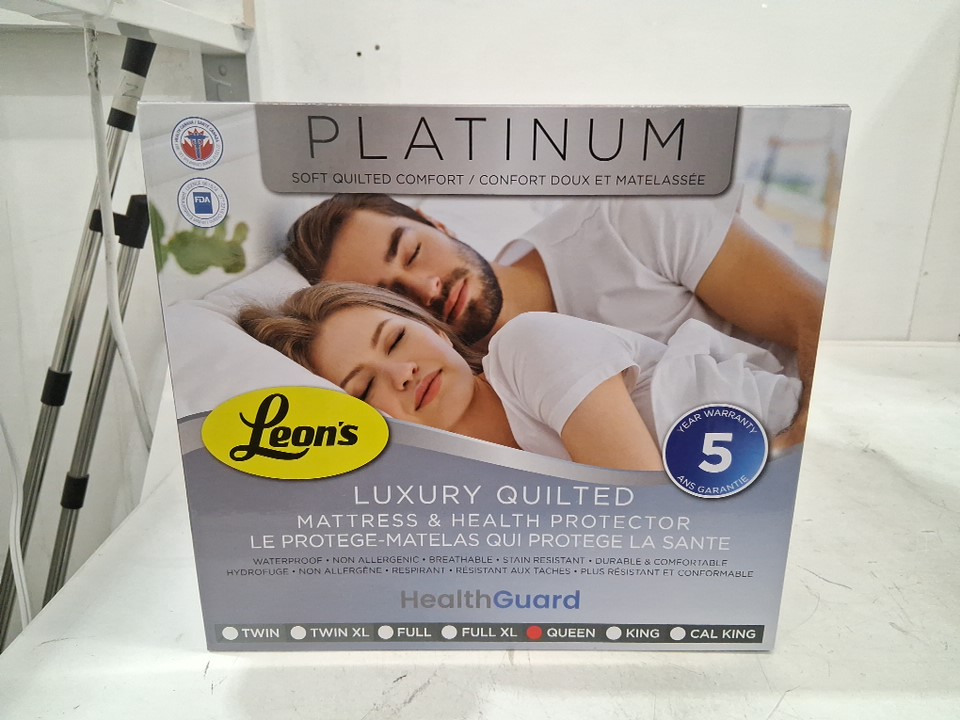 PLATINUM
SOFT QUILTED COMFORT / CONFORT DOUX ET MATELASSÉE
FDA
Leon's
YEAR WARRANTY
5
ANS GARANTIE
LUXURY QUILTED
MATTRESS & HEALTH PROTECTOR
LE PROTEGE-MATELAS QUI PROTEGE LA SANTE
WATERPROOF • NON ALLERGENIC • BREATHABLE • STAIN RESISTANT • DURABLE & COMFORTABLE
HYDROFUGE • NON ALLERGÈNE • RESPIRANT • RÉSISTANT AUX TACHES • PLUS RÉSISTANT ET CONFORMABLE
HealthGuard
TWIN TWIN XL FULL FULL XL QUEEN KING CAL KING